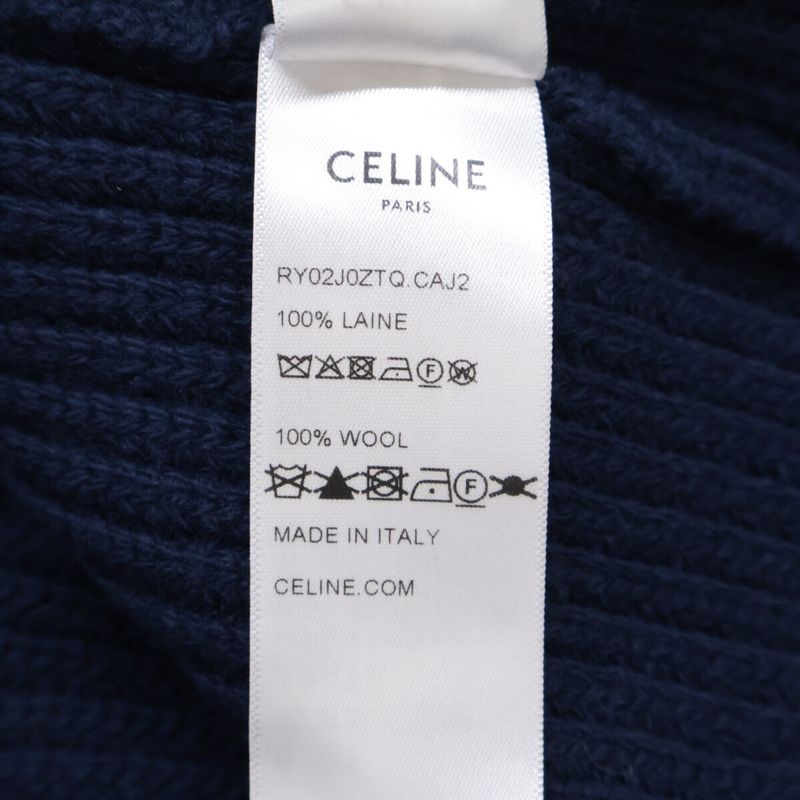 CELINE
PARIS
RY02J0ZTQ.CAJ2
100% LAINE
F W
100% WOOL
F
MADE IN ITALY
CELINE.COM